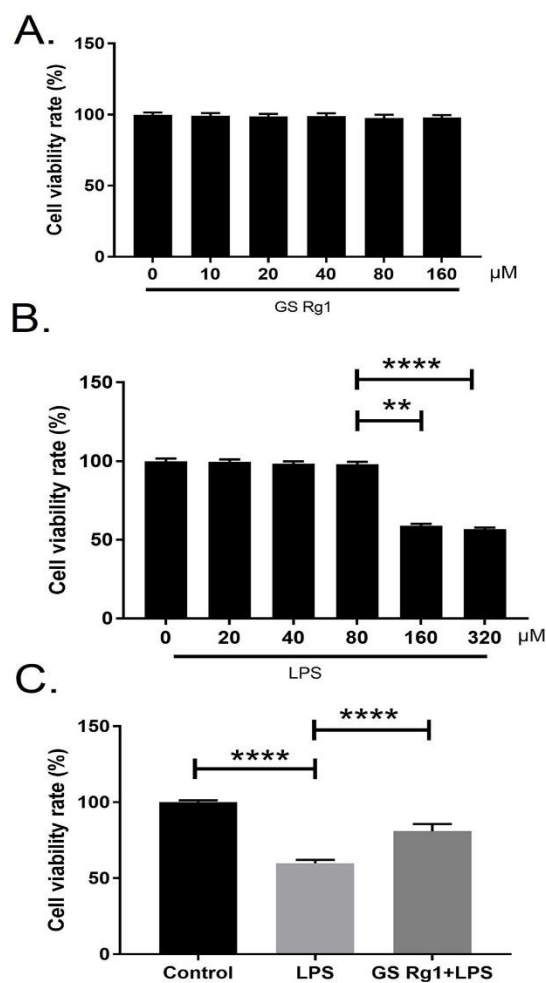 A.
Cell viability rate (%)
150
100
50
0
0 10 20 40 80 160 µM
GS Rg1
B.
Cell viability rate (%)
****
**
150
100
50
0
0 20 40 80 160 320 µM
LPS
C.
Cell viability rate (%)
****
****
150
100
50
0
Control LPS GS Rg1+LPS